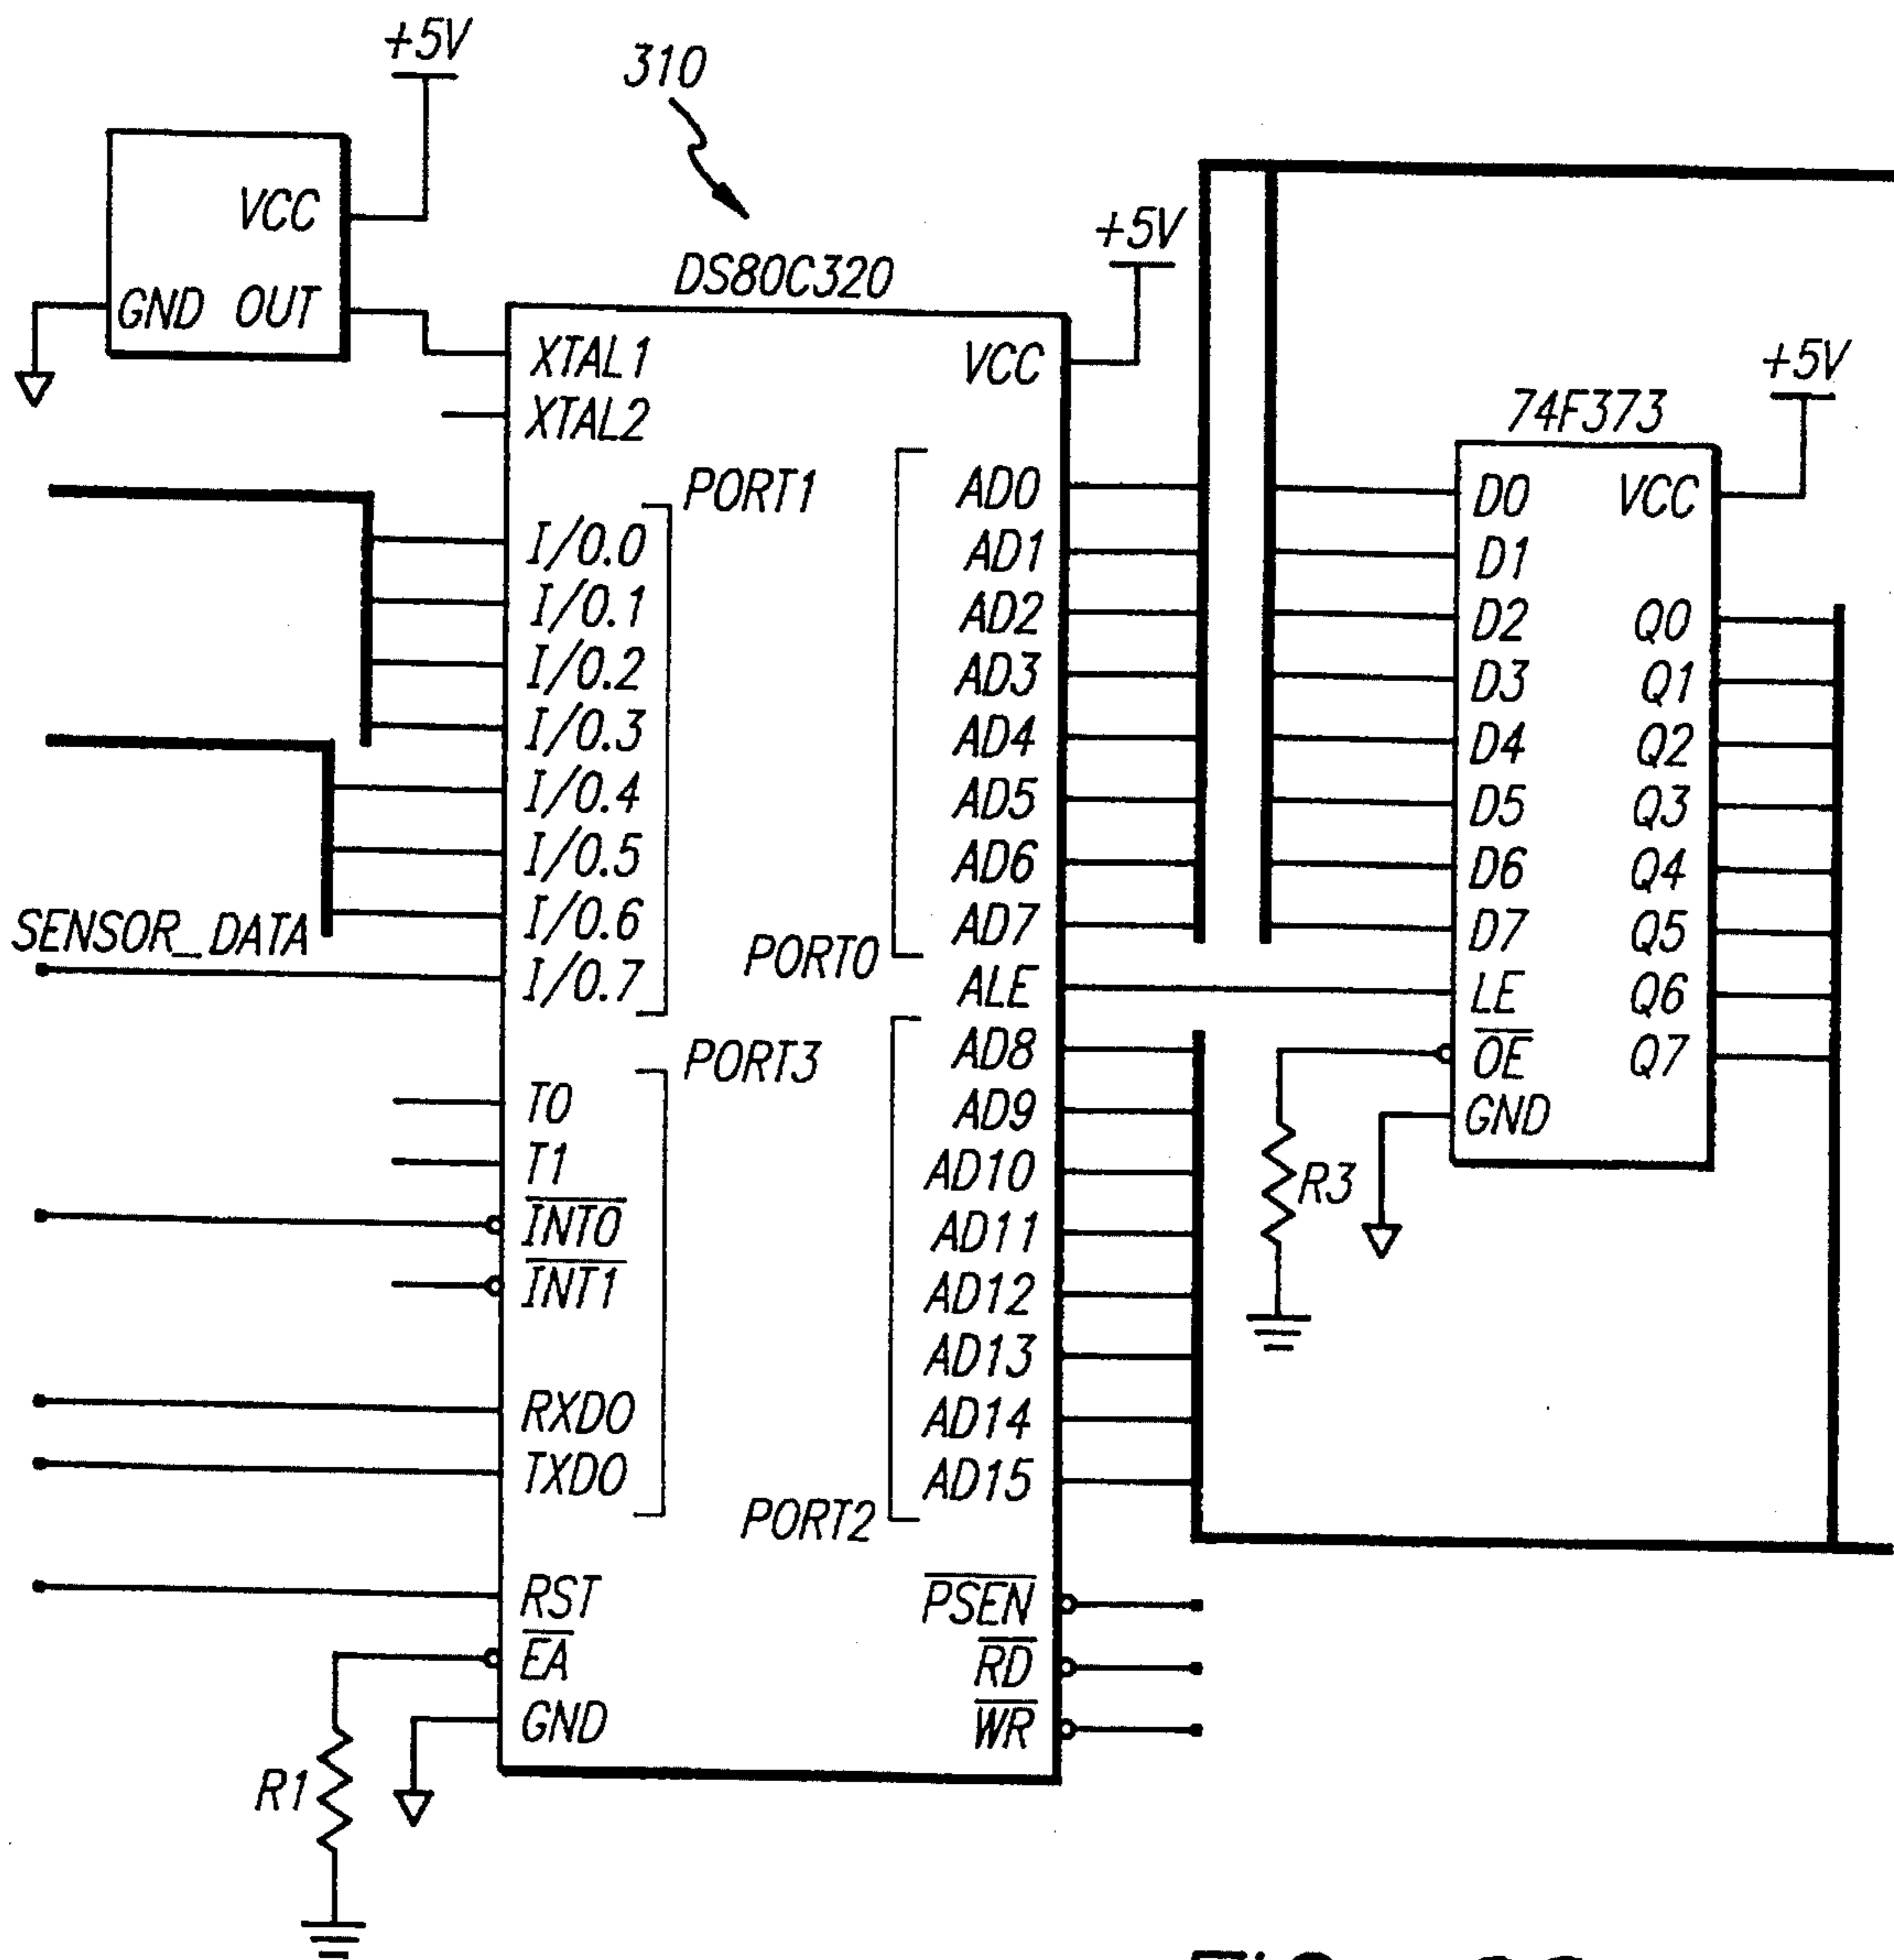 +5V
310
VCC
GND OUT
DS80C320
+5V
XTAL1
VCC
XTAL2
+5V
74F373
PORT1
AD0
D0
VCC
I/0.0
AD1
D1
I/0.1
AD2
D2
Q0
I/0.2
AD3
D3
Q1
I/0.3
AD4
D4
Q2
I/0.4
AD5
D5
Q3
I/0.5
AD6
D6
Q4
I/0.6
AD7
D7
Q5
SENSOR_DATA
PORT0
I/0.7
ALE
LE
Q6
PORT3
AD8
OE
Q7
T0
AD9
GND
T1
AD10
R3
INT0
AD11
INT1
AD12
AD13
RXD0
AD14
TXD0
AD15
PORT2
RST
PSEN
EA
RD
GND
WR
R1